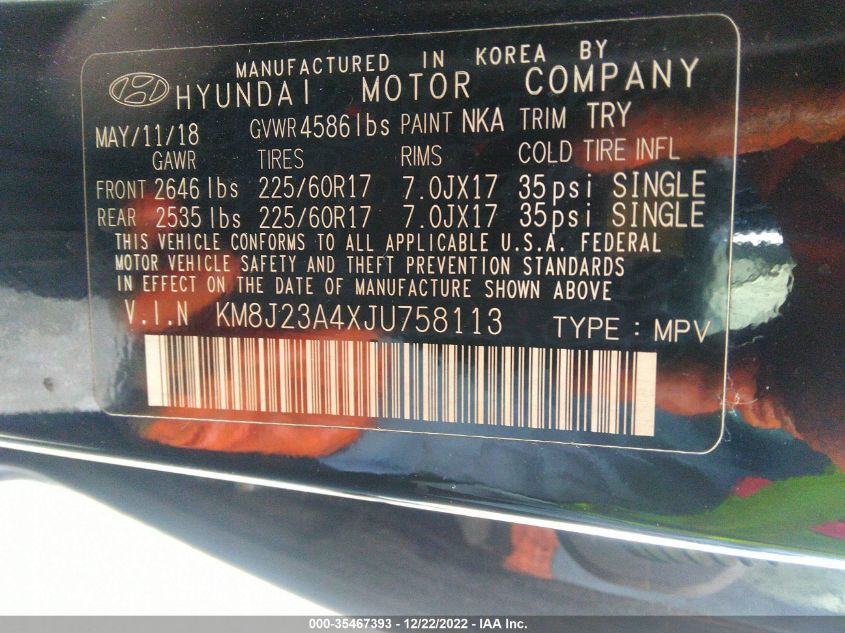 MANUFACTURED IN KOREA BY
HYUNDAI MOTOR COMPANY
MAY/11/18 GVWR 4586lbs PAINT NKA TRIM TRY
GAWR TIRES RIMS COLD TIRE INFL
FRONT 2646 lbs 225/60R17 7.0JX17 35psi SINGLE
REAR 2535 lbs 225/60R17 7.0JX17 35psi SINGLE
THIS VEHICLE CONFORMS TO ALL APPLICABLE U.S.A. FEDERAL
MOTOR VEHICLE SAFETY AND THEFT PREVENTION STANDARDS
IN EFFECT ON THE DATE OF MANUFACTURE SHOWN ABOVE
V.I.N KM8J23A4XJU758113 TYPE : MPV
000-35467393 - 12/22/2022 - IAA Inc.